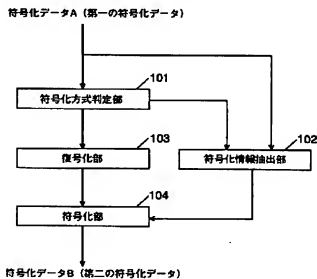 符号化データA(第一の符号化データ)
101
符号化方式判定部
103
102
復号化部
符号化情報抽出部
104
符号化部
符号化データB(第二の符号化データ)